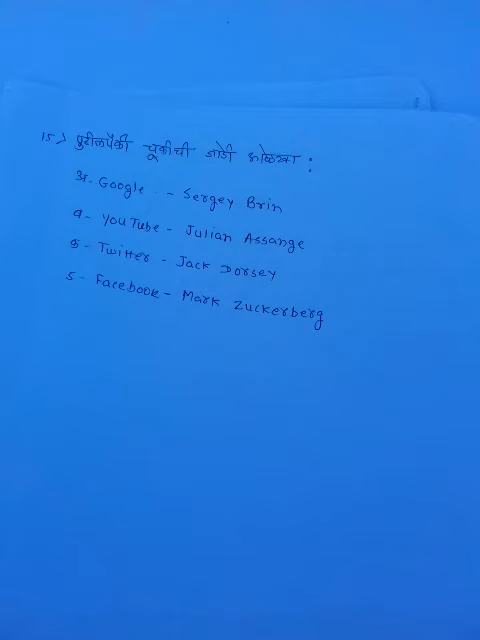 15> पुढीलपैकी चूकीची जोडी ओळखा :
अ- Google - Sergey Brin
ब- YouTube - Julian Assange
क- Twitter - Jack Dorsey
ड- Facebook - Mark Zuckerberg